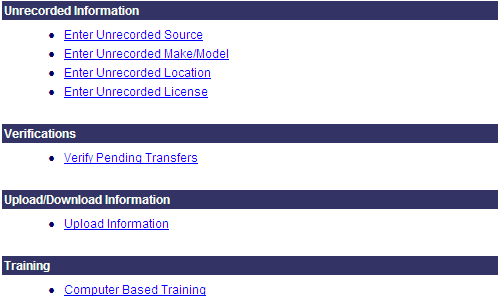 Unrecorded Information
Enter Unrecorded Source
Enter Unrecorded Make/Model
Enter Unrecorded Location
Enter Unrecorded License
Verifications
Verify Pending Transfers
Upload/Download Information
Upload Information
Training
Computer Based Training